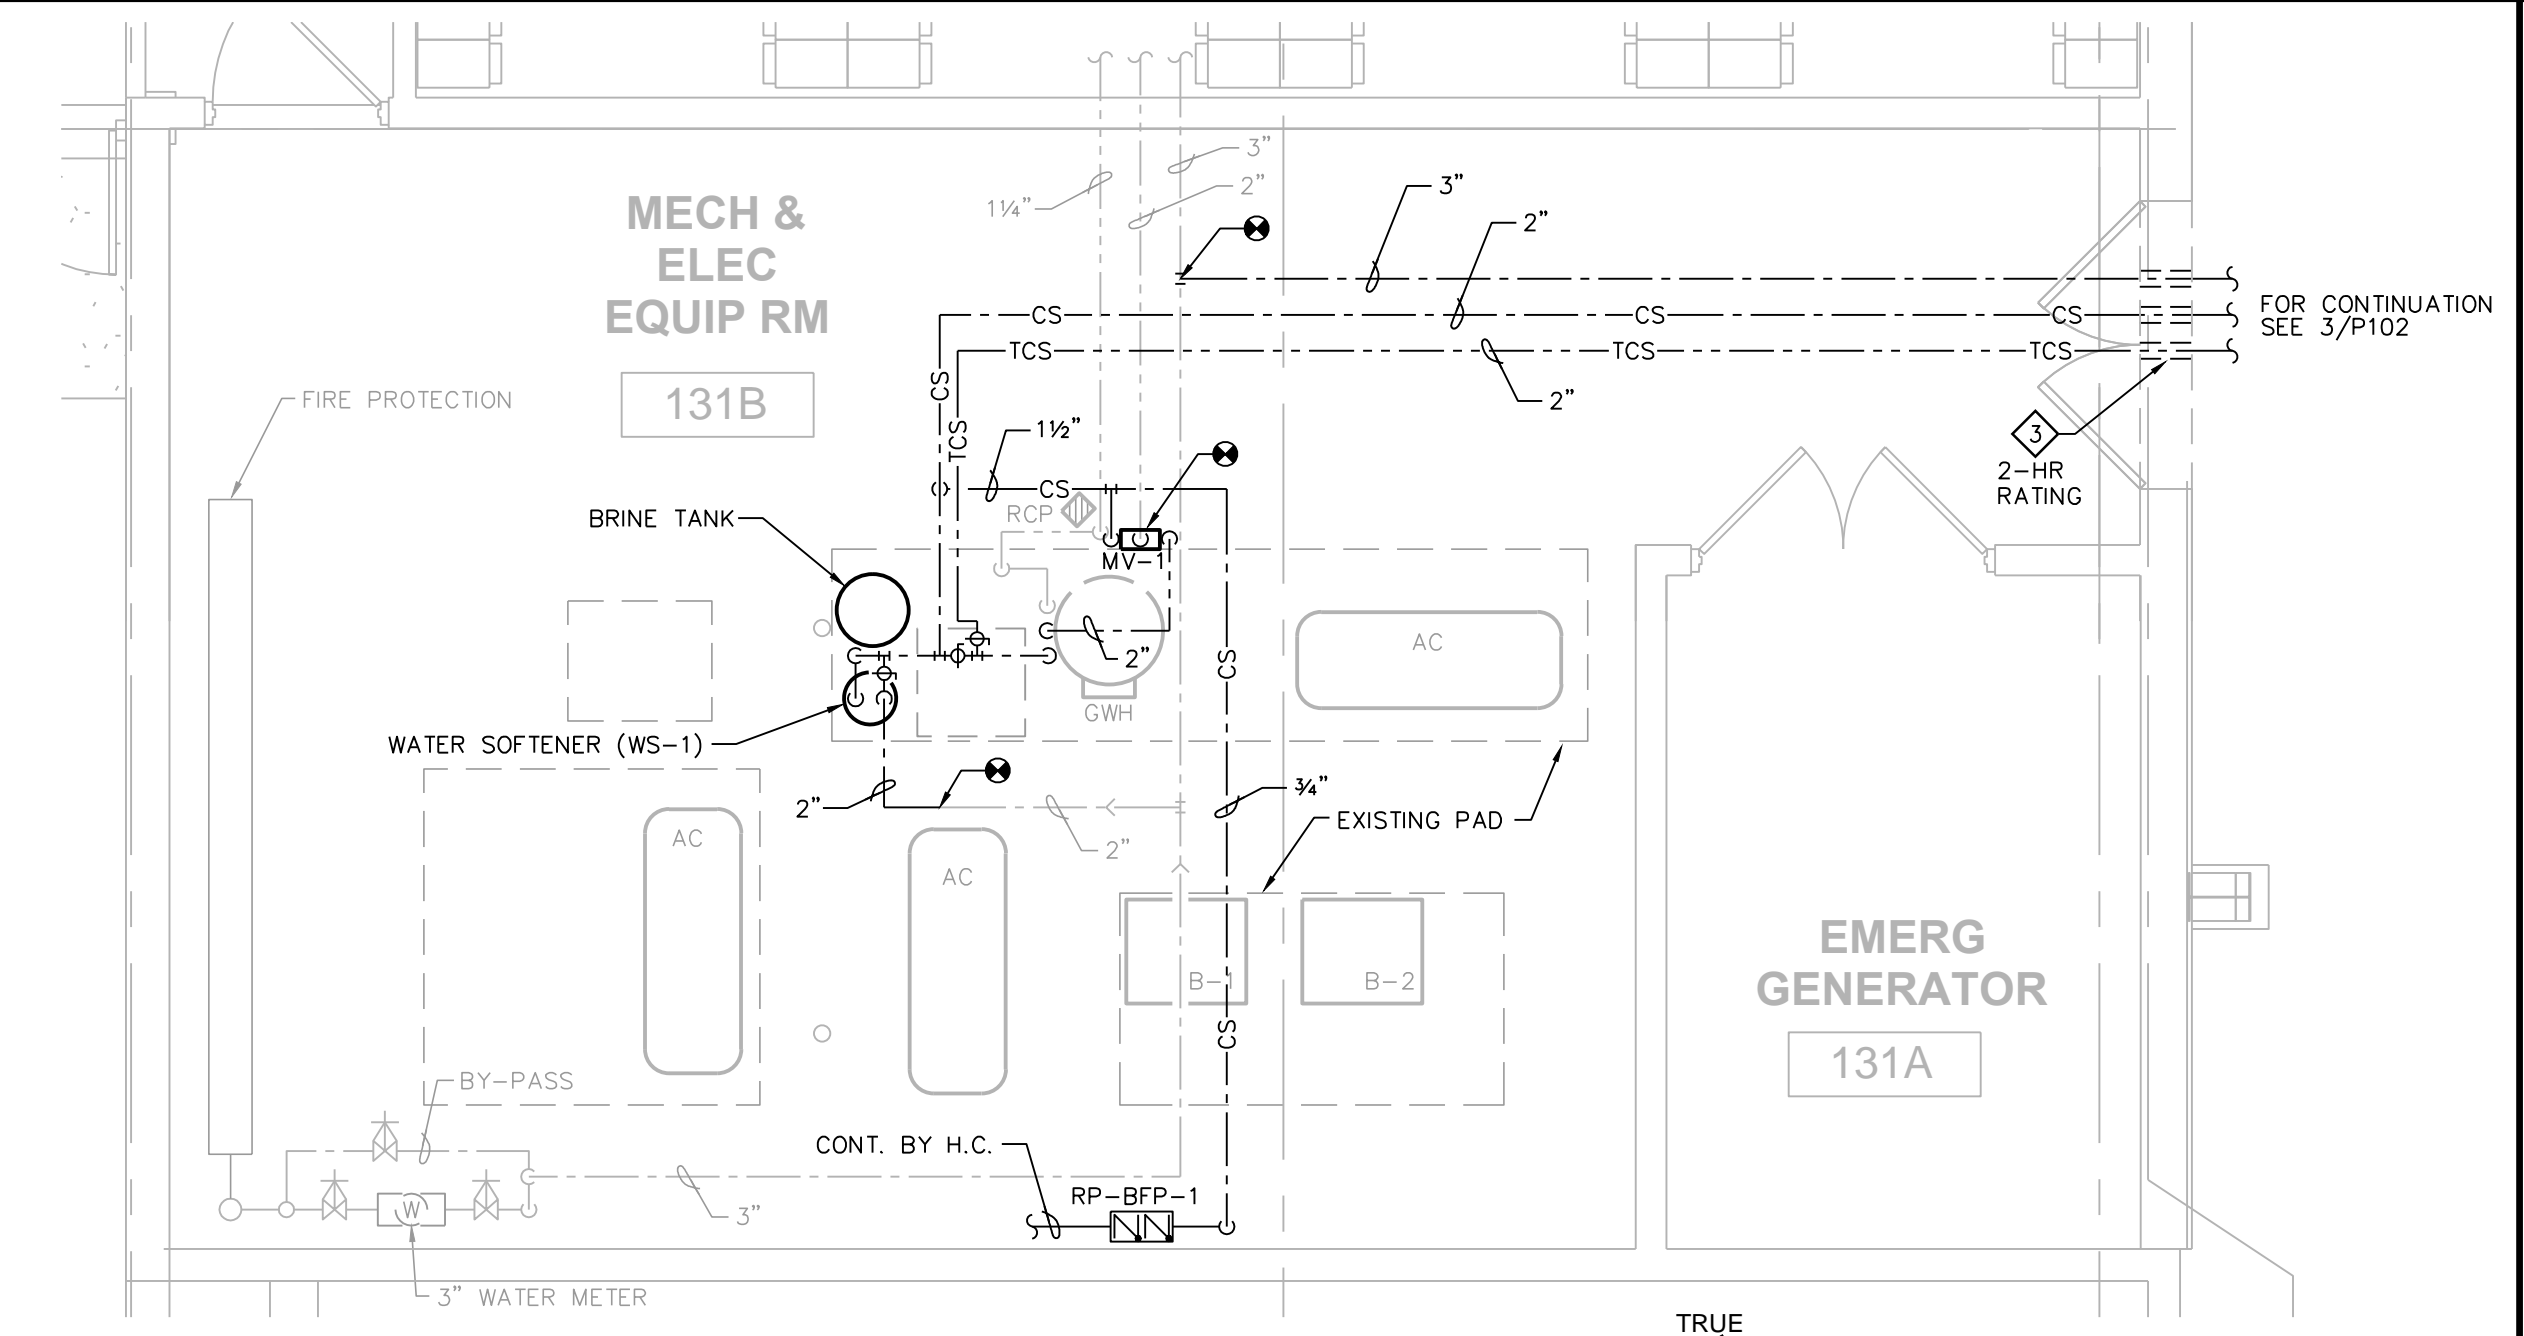 3”
2”
1¼”
3”
2”
MECH &
ELEC
EQUIP RM
131B
FIRE PROTECTION
CS
CS
CS
TCS
TCS
TCS
FOR CONTINUATION
SEE 3/P102
2”
3
2-HR
RATING
CS
TCS
1½”
CS
RCP
BRINE TANK
MV-1
2”
AC
CS
GWH
WATER SOFTENER (WS-1)
2”
¾”
EXISTING PAD
2”
AC
AC
B-1
B-2
CS
EMERG
GENERATOR
131A
BY-PASS
CONT. BY H.C.
RP-BFP-1
W
3”
3” WATER METER
TRUE